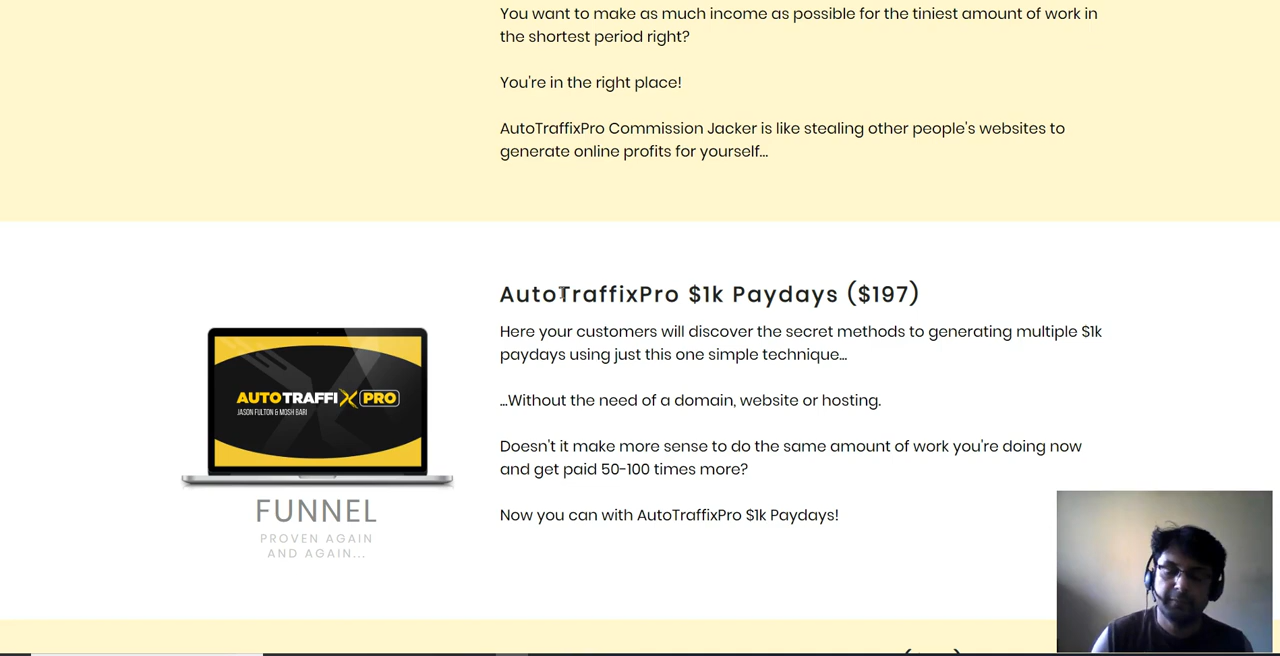 You want to make as much income as possible for the tiniest amount of work in
the shortest period right?
You're in the right place!
AutoTraffixPro Commission Jacker is like stealing other people's websites to
generate online profits for yourself...
AutoTraffixPro $1k Paydays ($197)
Here your customers will discover the secret methods to generating multiple $1k
paydays using just this one simple technique...
...Without the need of a domain, website or hosting.
Doesn't it make more sense to do the same amount of work you're doing now
and get paid 50-100 times more?
Now you can with AutoTraffixPro $1k Paydays!
AUTOTRAFFIX PRO
JASON FULTON & MOSH BARI
FUNNEL
PROVEN AGAIN
AND AGAIN...